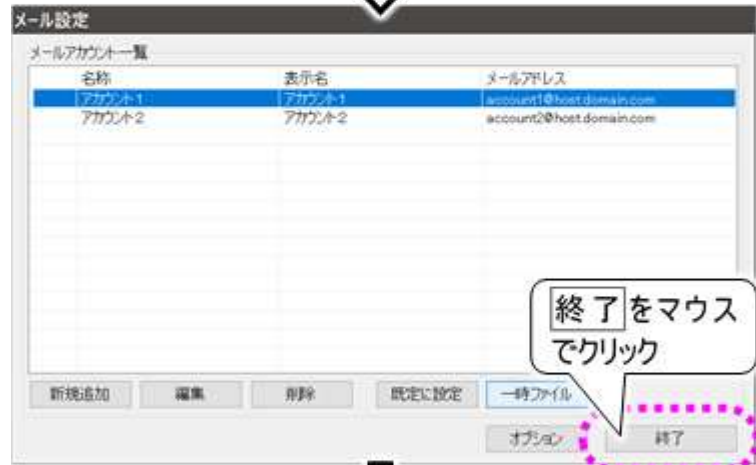 メール設定
メールアカウント一覧
名称 表示名 メールアドレス
アカウント1 アカウント1 account1@host.domain.com
アカウント2 アカウント2 account2@host.domain.com
終了をマウス
でクリック
新規追加 編集 削除 既定に設定 一時ファイル
オプション 終了